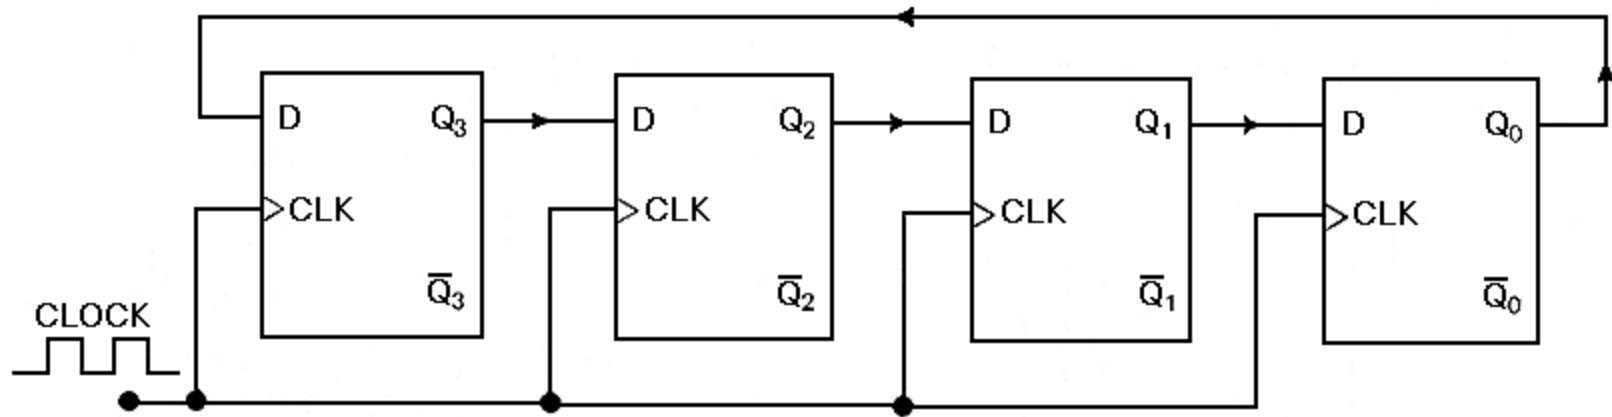 D Q₃ D Q₂ D Q₁ D Q₀
CLK CLK CLK CLK
Q̅₃ Q̅₂ Q̅₁ Q̅₀
CLOCK